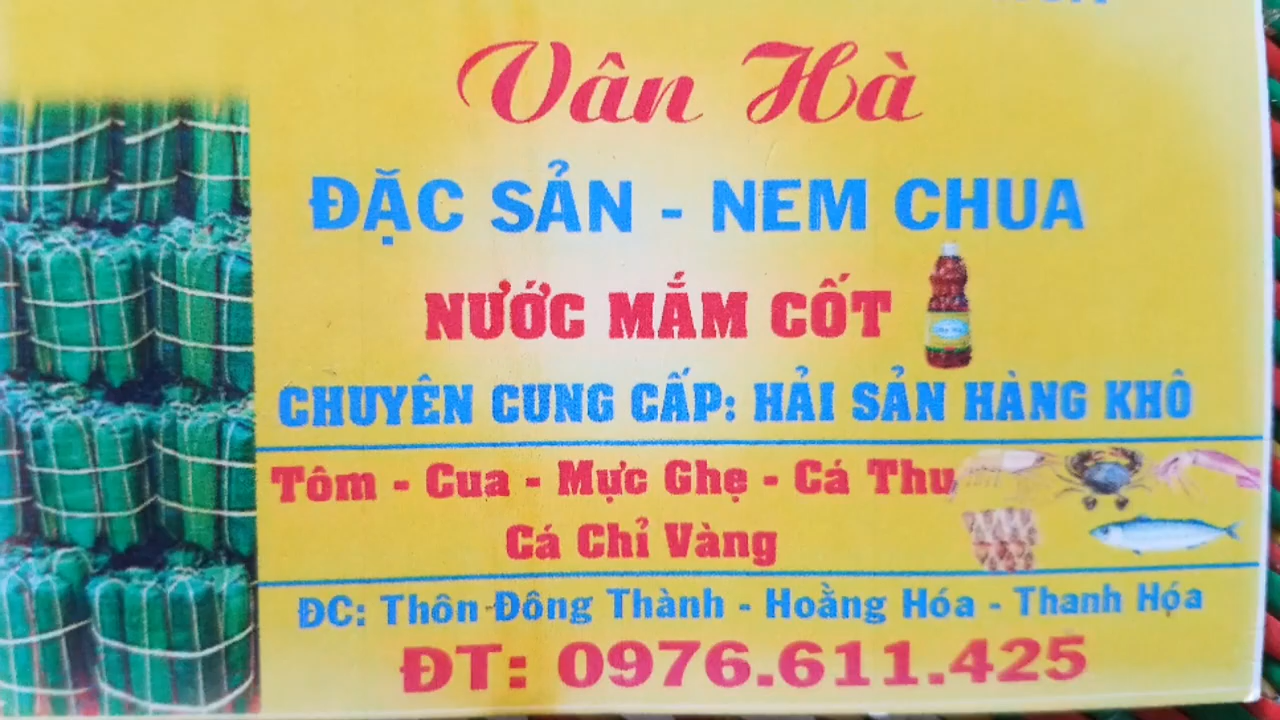 Vân Hà
ĐẶC SẢN - NEM CHUA
NƯỚC MẮM CỐT
CHUYÊN CUNG CẤP: HẢI SẢN HÀNG KHÔ
Tôm - Cua - Mực Ghẹ - Cá Thu
Cá Chỉ Vàng
ĐC: Thôn Đông Thành - Hoằng Hóa - Thanh Hóa
ĐT: 0976.611.425